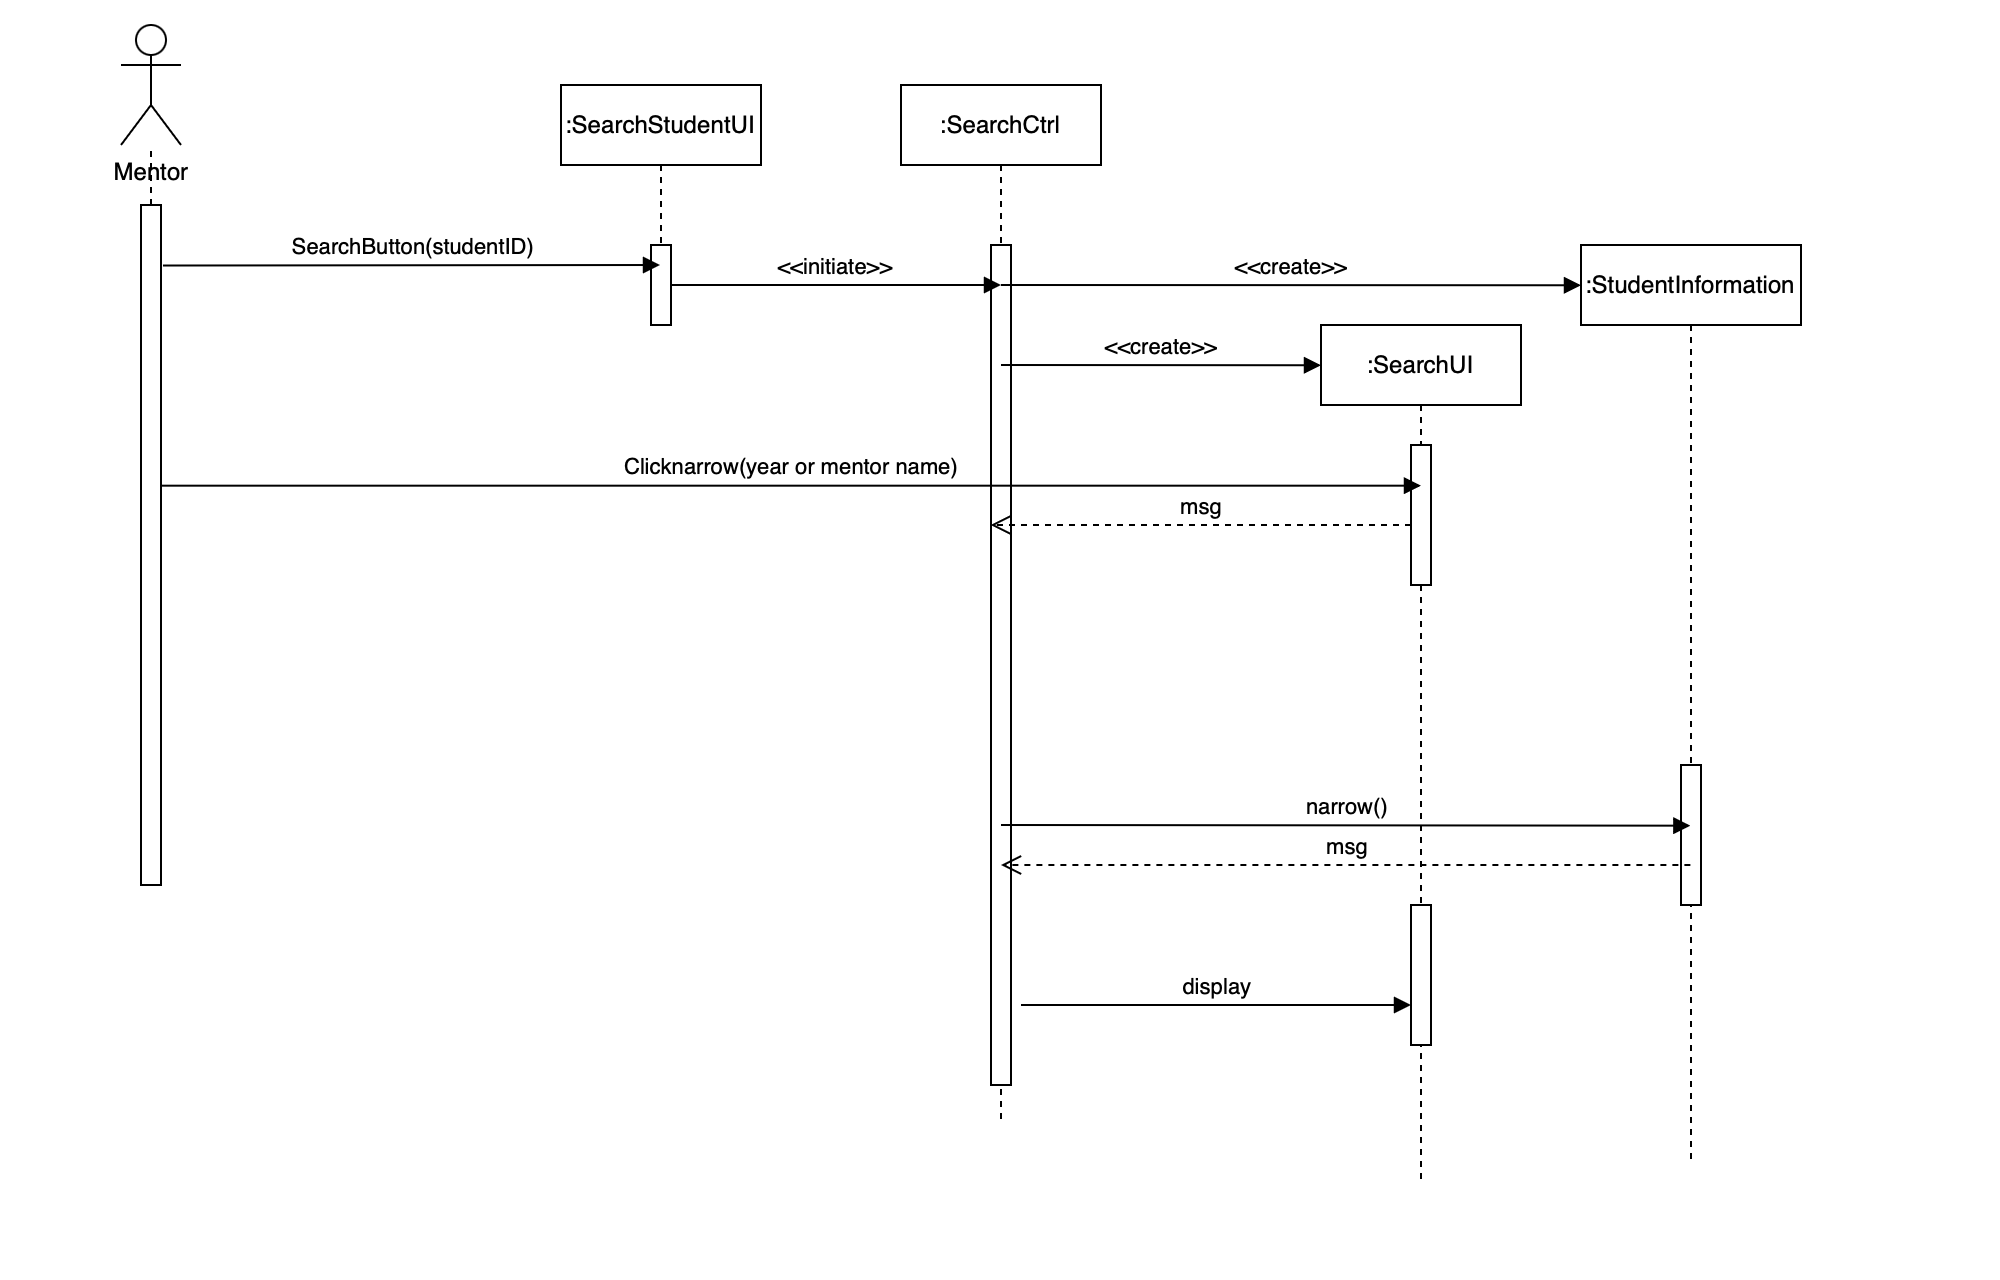 Mentor
:SearchStudentUI
:SearchCtrl
SearchButton(studentID)
<<initiate>>
<<create>>
:StudentInformation
<<create>>
:SearchUI
Clicknarrow(year or mentor name)
msg
narrow()
msg
display